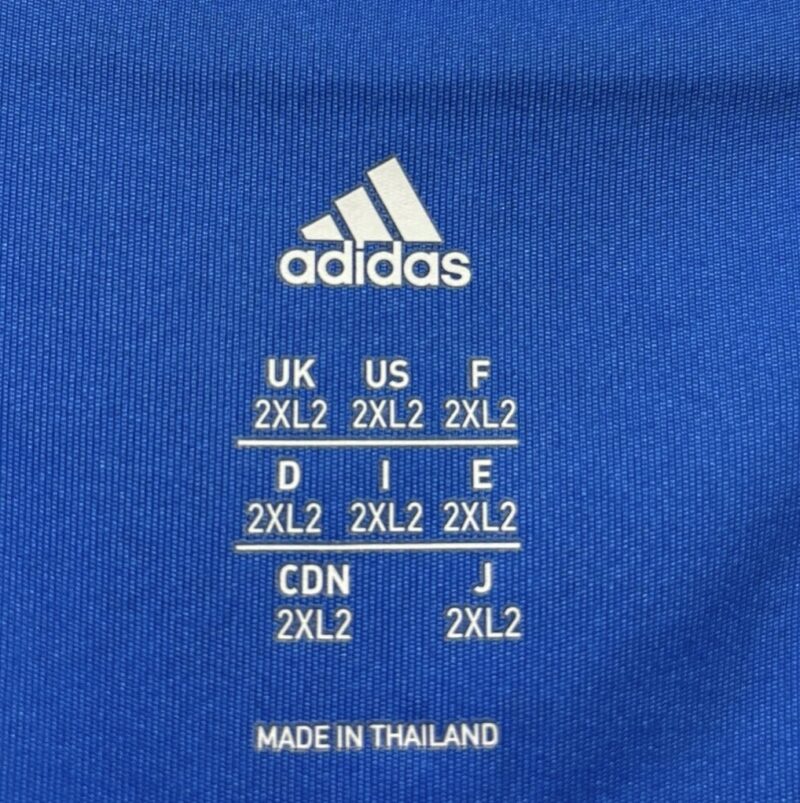 adidas
UK US F
2XL2 2XL2 2XL2
D I E
2XL2 2XL2 2XL2
CDN J
2XL2 2XL2
MADE IN THAILAND